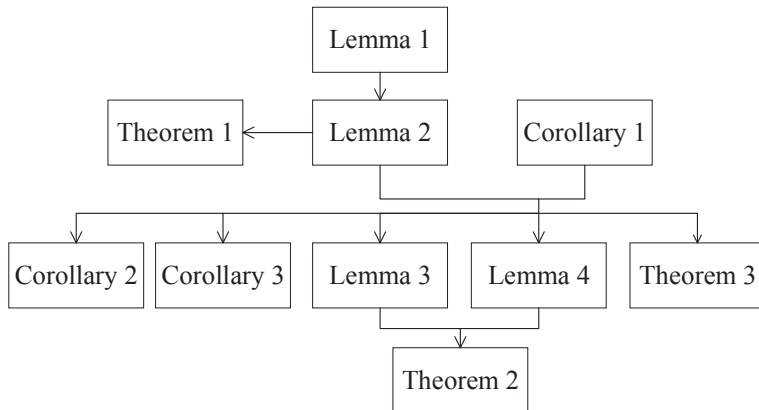 Lemma 1
Theorem 1
Lemma 2
Corollary 1
Corollary 2
Corollary 3
Lemma 3
Lemma 4
Theorem 3
Theorem 2